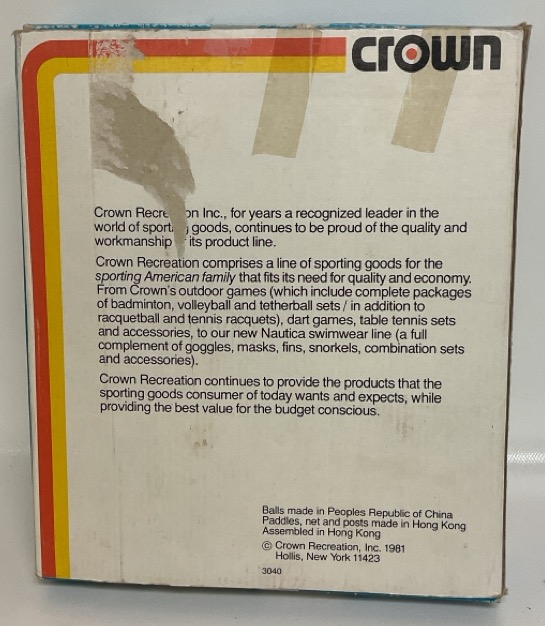 crown
Crown Recre on Inc., for years a recognized leader in the
world of sport goods, continues to be proud of the quality and
workmanship its product line.
Crown Recreation comprises a line of sporting goods for the
sporting American family that fits its need for quality and economy.
From Crown's outdoor games (which include complete packages
of badminton, volleyball and tetherball sets / in addition to
racquetball and tennis racquets), dart games, table tennis sets
and accessories, to our new Nautica swimwear line (a full
complement of goggles, masks, fins, snorkels, combination sets
and accessories).
Crown Recreation continues to provide the products that the
sporting goods consumer of today wants and expects, while
providing the best value for the budget conscious.
Balls made in Peoples Republic of China
Paddles, net and posts made in Hong Kong
Assembled in Hong Kong
© Crown Recreation, Inc. 1981
Hollis, New York 11423
3040